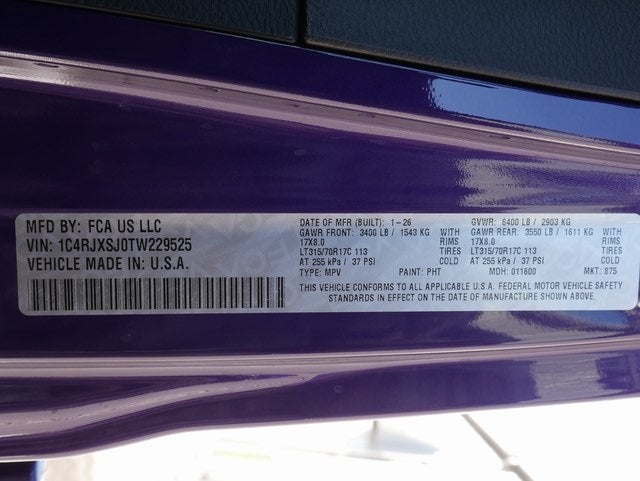 MFD BY: FCA US LLC
VIN: 1C4RJXSJ0TW229525
VEHICLE MADE IN: U.S.A.
DATE OF MFR (BUILT): 1-26 GVWR: 6400 LB / 2903 KG
GAWR FRONT: 3400 LB / 1543 KG WITH GAWR REAR: 3550 LB / 1611 KG WITH
17X8.0 RIMS 17X8.0 RIMS
LT315/70R17C 113 TIRES LT315/70R17C 113 TIRES
AT 255 kPa / 37 PSI COLD AT 255 kPa / 37 PSI COLD
TYPE: MPV PAINT: PHT MDH: 011600 MKT: 875
THIS VEHICLE CONFORMS TO ALL APPLICABLE U.S.A. FEDERAL MOTOR VEHICLE SAFETY
STANDARDS IN EFFECT ON THE DATE OF MANUFACTURE SHOWN ABOVE.